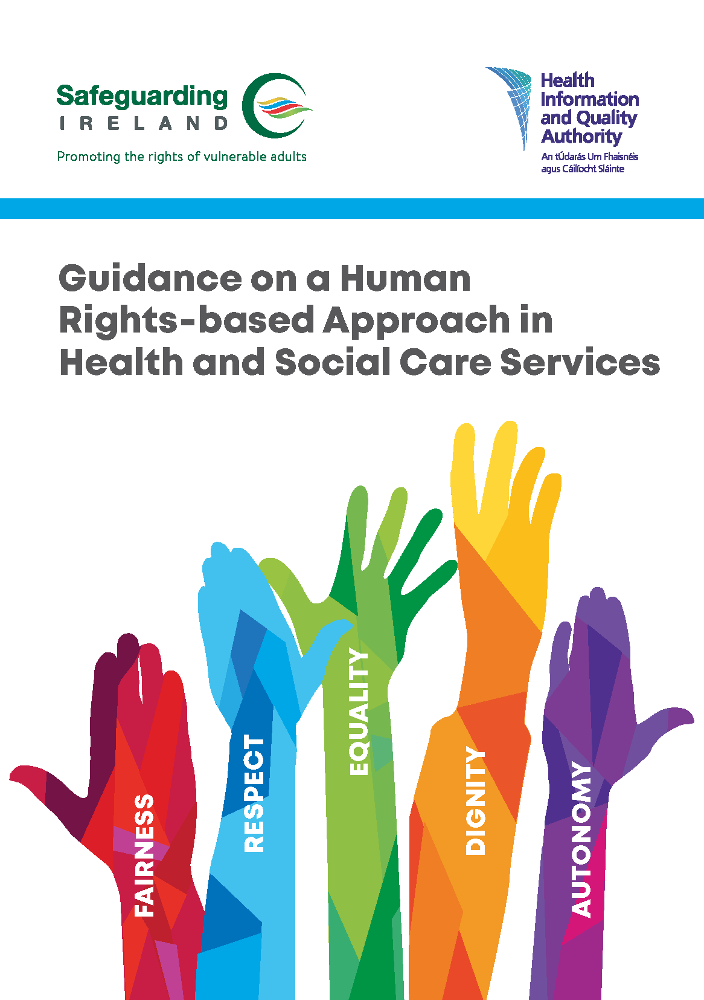 Safeguarding
IRELAND
Promoting the rights of vulnerable adults
Health
Information
and Quality
Authority
An tÚdarás Um Fhaisnéis
agus Cáilíocht Sláinte
Guidance on a Human
Rights-based Approach in
Health and Social Care Services
FAIRNESS
RESPECT
EQUALITY
DIGNITY
AUTONOMY